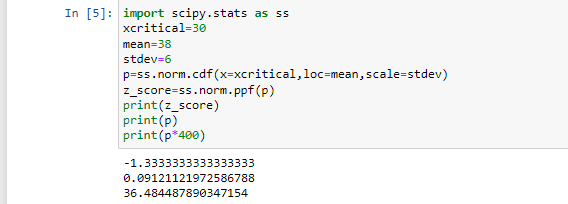 In [5]: import scipy.stats as ss
xcritical=30
mean=38
stdev=6
p=ss.norm.cdf(x=xcritical,loc=mean,scale=stdev)
z_score=ss.norm.ppf(p)
print(z_score)
print(p)
print(p*400)
-1.3333333333333333
0.09121121972586788
36.484487890347154